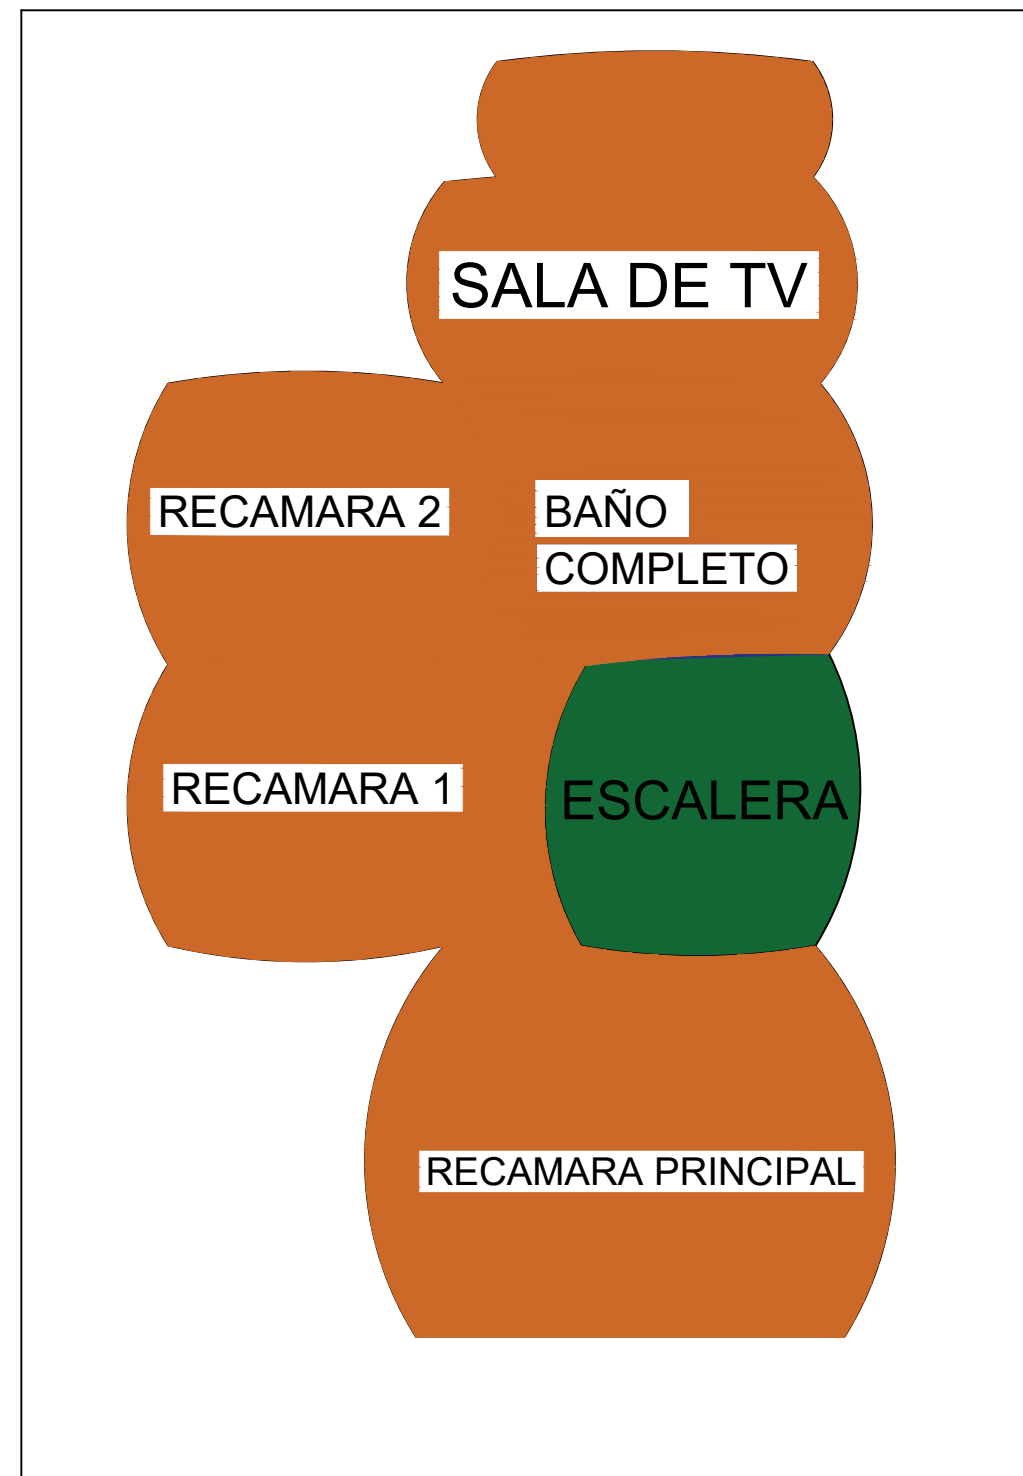 SALA DE TV
RECAMARA 2
BAÑO
COMPLETO
RECAMARA 1
ESCALERA
RECAMARA PRINCIPAL